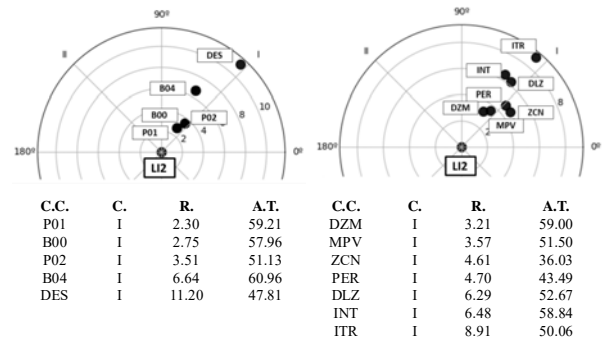 90º
II
I
DES
B04
B00
P02
P01
2
4
8
10
180º
0º
LI2
90º
II
I
ITR
INT
DLZ
PER
DZM
ZCN
MPV
2
8
180º
0º
LI2
C.C. C. R. A.T.
P01 I 2.30 59.21
B00 I 2.75 57.96
P02 I 3.51 51.13
B04 I 6.64 60.96
DES I 11.20 47.81
C.C. C. R. A.T.
DZM I 3.21 59.00
MPV I 3.57 51.50
ZCN I 4.61 36.03
PER I 4.70 43.49
DLZ I 6.29 52.67
INT I 6.48 58.84
ITR I 8.91 50.06